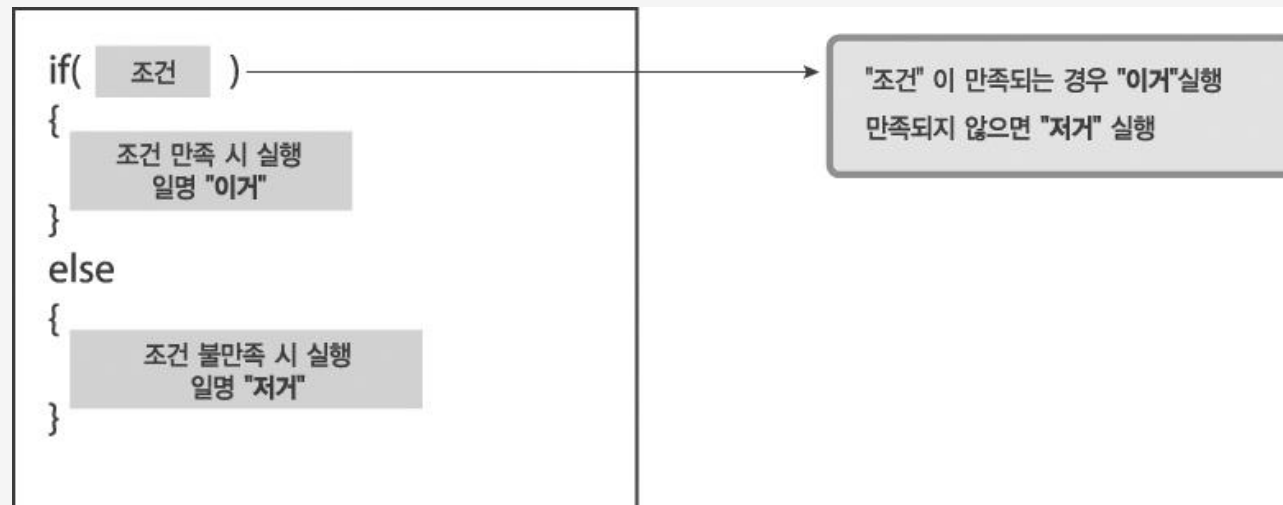 if( 조건 )
{
조건 만족 시 실행
일명 "이거"
}
else
{
조건 불만족 시 실행
일명 "저거"
}
"조건" 이 만족되는 경우 "이거"실행
만족되지 않으면 "저거" 실행